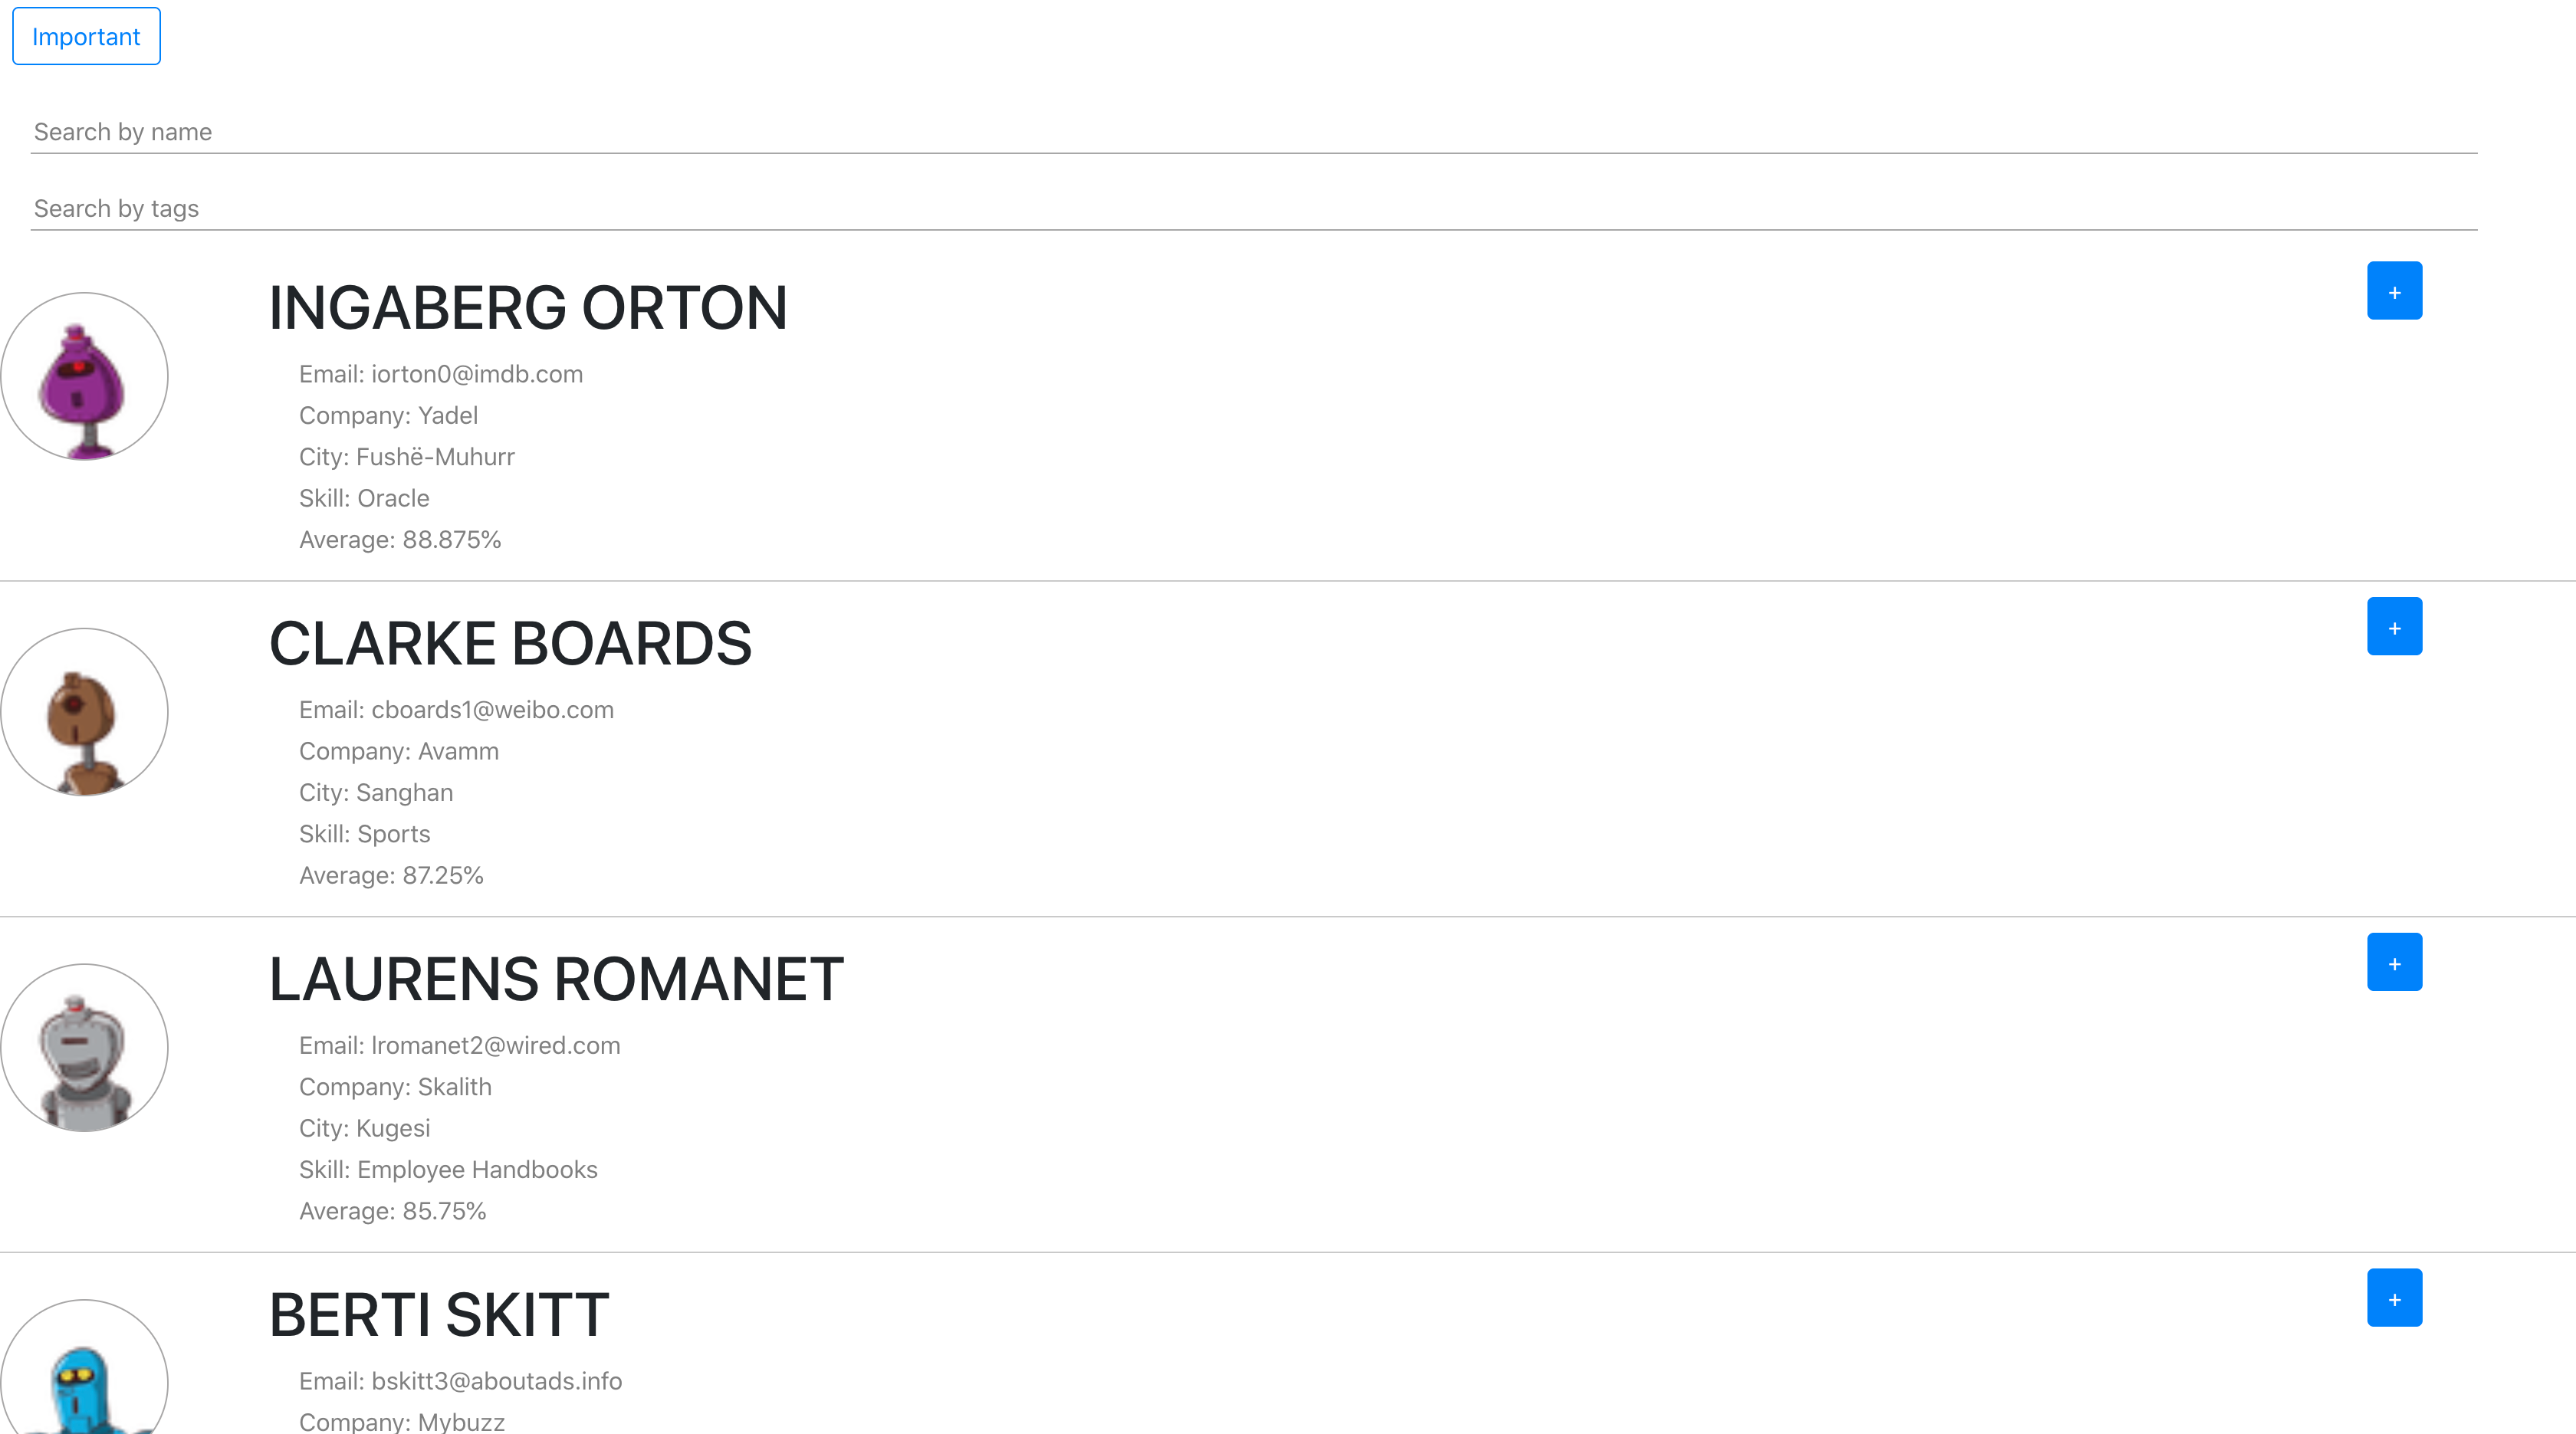 Important
Search by name
Search by tags
INGABERG ORTON
+
Email: iorton0@imdb.com
Company: Yadel
City: Fushë-Muhurr
Skill: Oracle
Average: 88.875%
CLARKE BOARDS
+
Email: cboards1@weibo.com
Company: Avamm
City: Sanghan
Skill: Sports
Average: 87.25%
LAURENS ROMANET
+
Email: lromanet2@wired.com
Company: Skalith
City: Kugesi
Skill: Employee Handbooks
Average: 85.75%
BERTI SKITT
+
Email: bskitt3@aboutads.info
Company: Mybuzz